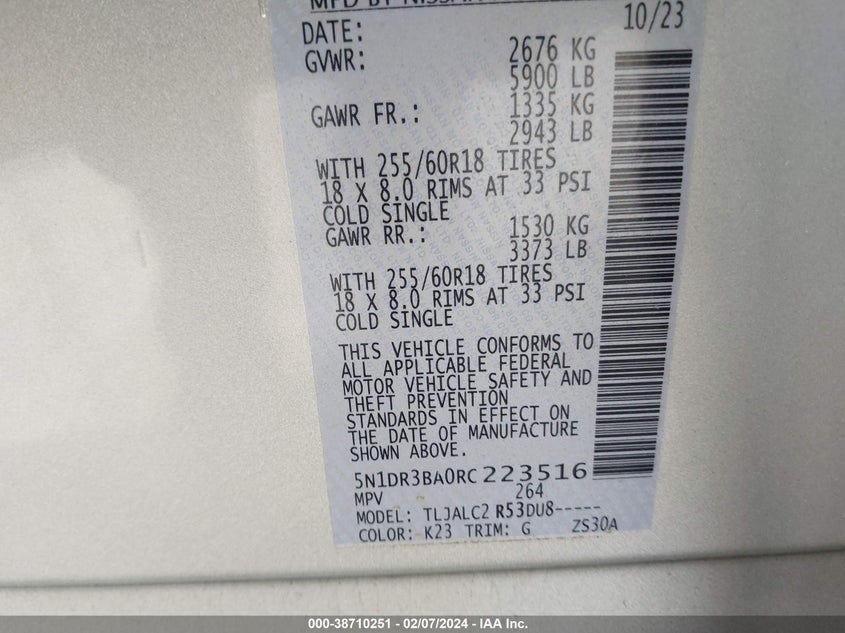 MFD BY NISSAN
DATE: 10/23
GVWR: 2676 KG
5900 LB
GAWR FR.: 1335 KG
2943 LB
WITH 255/60R18 TIRES
18 X 8.0 RIMS AT 33 PSI
COLD SINGLE
GAWR RR.: 1530 KG
3373 LB
WITH 255/60R18 TIRES
18 X 8.0 RIMS AT 33 PSI
COLD SINGLE
THIS VEHICLE CONFORMS TO
ALL APPLICABLE FEDERAL
MOTOR VEHICLE SAFETY AND
THEFT PREVENTION
STANDARDS IN EFFECT ON
THE DATE OF MANUFACTURE
SHOWN ABOVE.
5N1DR3BA0RC223516
MPV 264
MODEL: TLJALC2 R53DU8-----
COLOR: K23 TRIM: G ZS30A
000-38710251 - 02/07/2024 - IAA Inc.